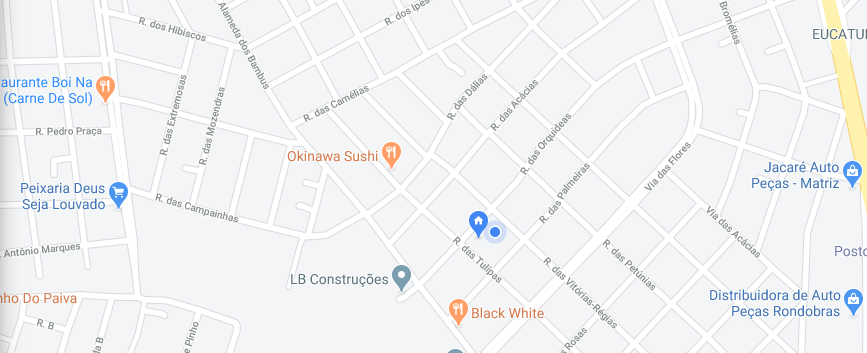 R. dos Ipês
R. dos Hibiscos
Alameda dos Bambus
Bromélias
EUCATUR
aurante Boi Na
(Carne De Sol)
R. das Extremosas
R. das Mozendras
R. das Camélias
R. das Dálias
R. das Acácias
R. Pedro Praça
Okinawa Sushi
R. das Orquídeas
Via das Flores
Jacaré Auto
Peças - Matriz
Peixaria Deus
Seja Louvado
R. das Campainhas
R. das Palmeiras
Via das Acácias
Antônio Marques
R. das Tulipas
R. das Petúnias
Posto
LB Construções
R. das Vitórias-Régias
nho Do Paiva
Black White
Distribuidora de Auto
Peças Rondobras
R. B
da B
e Pinho
das Rosas